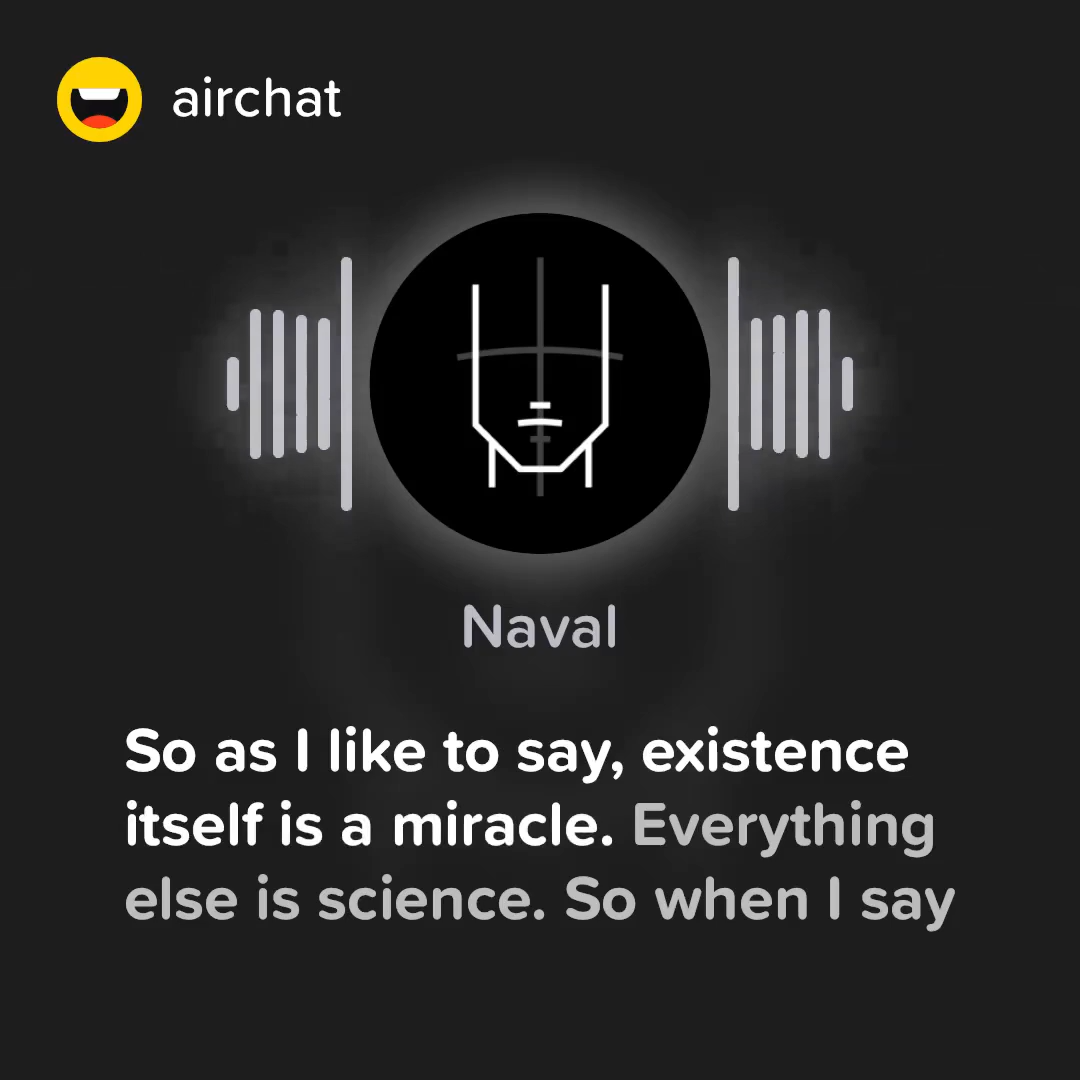 airchat
Naval
So as I like to say, existence
itself is a miracle. Everything
else is science. So when I say